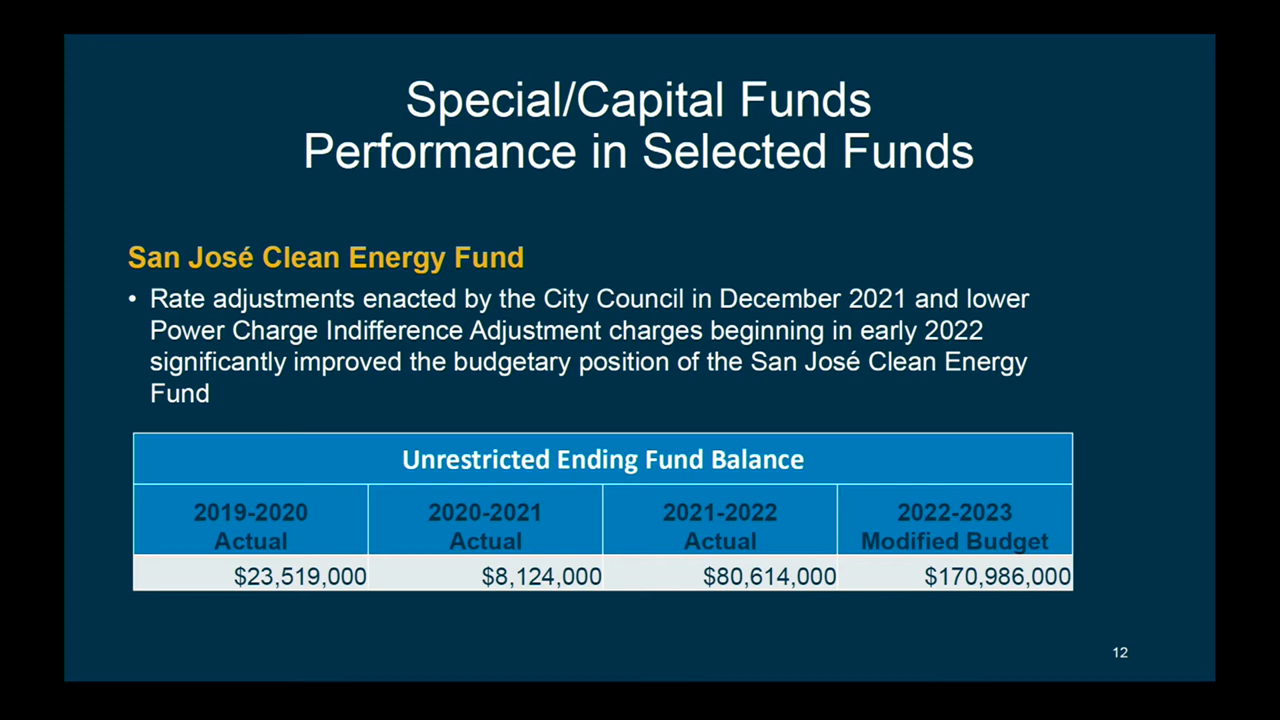 Special/Capital Funds
Performance in Selected Funds
San José Clean Energy Fund
• Rate adjustments enacted by the City Council in December 2021 and lower
Power Charge Indifference Adjustment charges beginning in early 2022
significantly improved the budgetary position of the San José Clean Energy
Fund
Unrestricted Ending Fund Balance
2019-2020 2020-2021 2021-2022 2022-2023
Actual Actual Actual Modified Budget
$23,519,000 $8,124,000 $80,614,000 $170,986,000
12